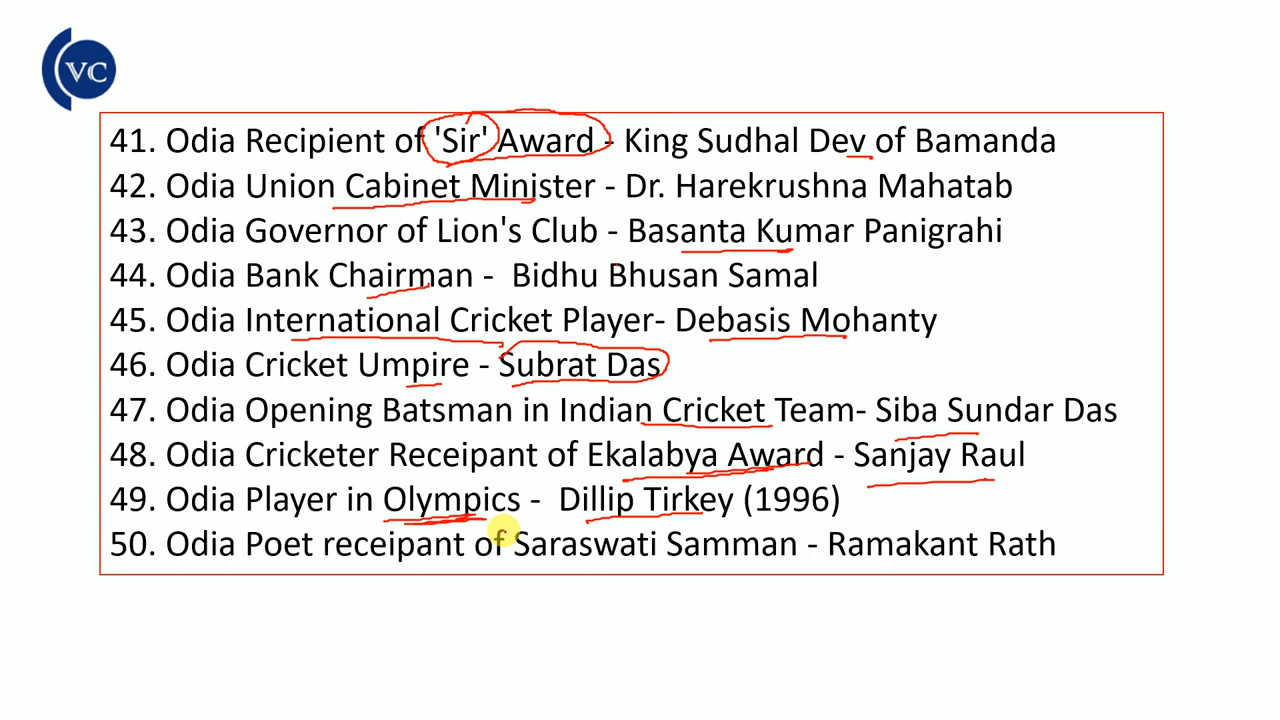 VC
41. Odia Recipient of 'Sir' Award - King Sudhal Dev of Bamanda
42. Odia Union Cabinet Minister - Dr. Harekrushna Mahatab
43. Odia Governor of Lion's Club - Basanta Kumar Panigrahi
44. Odia Bank Chairman - Bidhu Bhusan Samal
45. Odia International Cricket Player- Debasis Mohanty
46. Odia Cricket Umpire - Subrat Das
47. Odia Opening Batsman in Indian Cricket Team- Siba Sundar Das
48. Odia Cricketer Receipant of Ekalabya Award - Sanjay Raul
49. Odia Player in Olympics - Dillip Tirkey (1996)
50. Odia Poet receipant of Saraswati Samman - Ramakant Rath